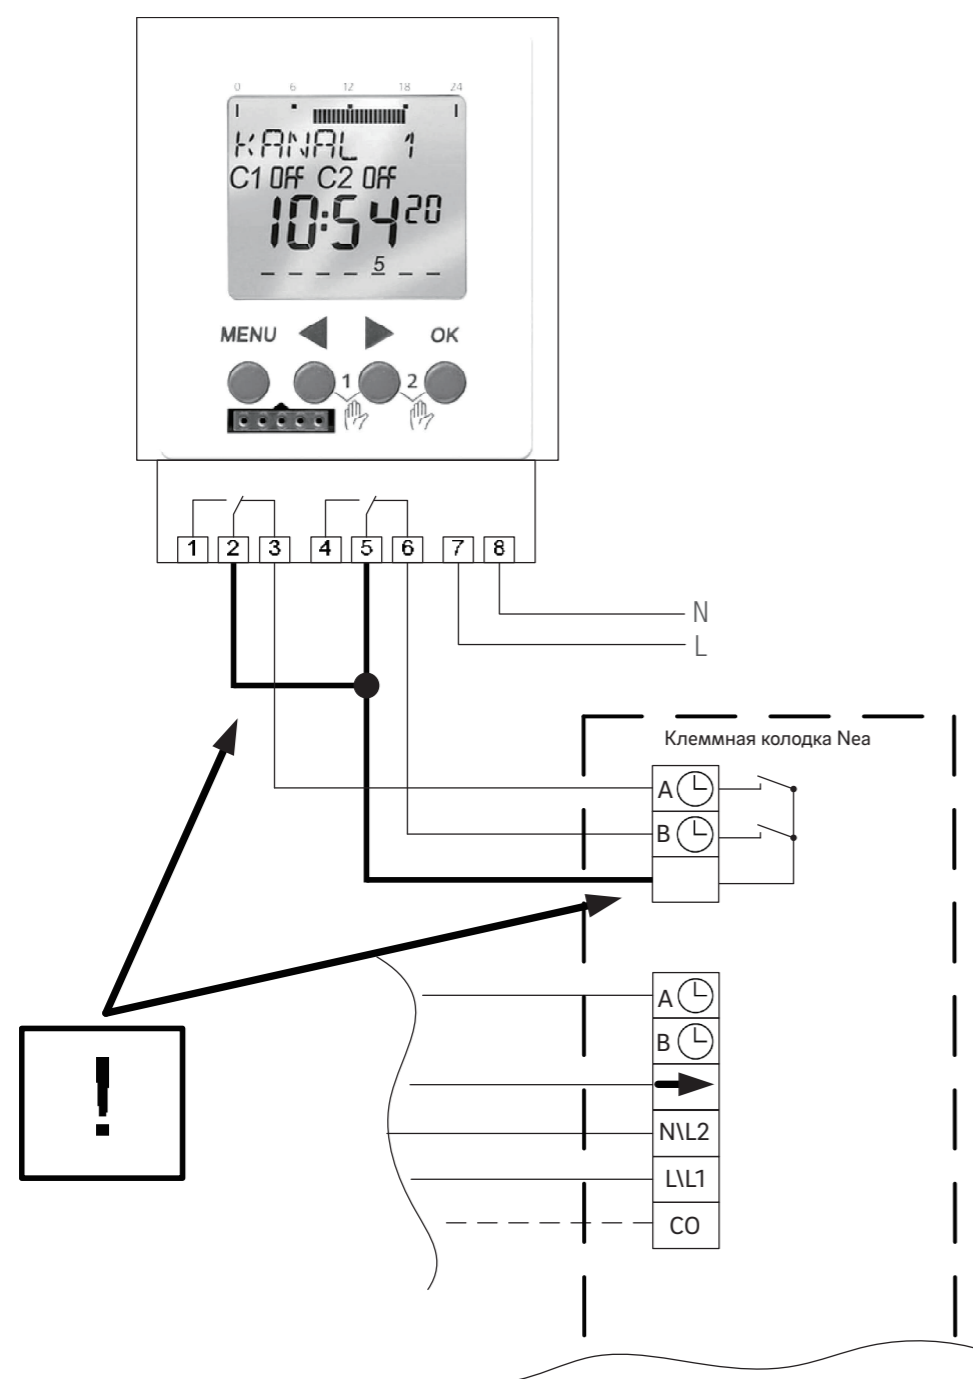 0 6 12 18 24
KANAL 1
C1 OFF C2 OFF
10:54 20
5
MENU OK
1 2
1 2 3 4 5 6 7 8
N
L
Клеммная колодка Nea
A
B
A
B
!
N\L2
L\L1
CO